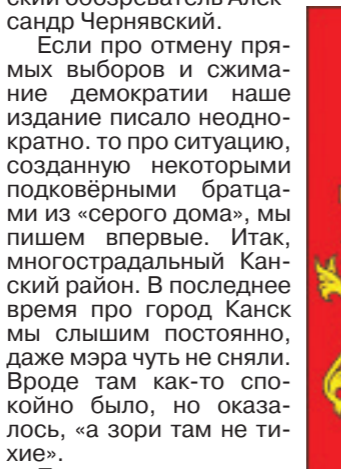 ский обозреватель Алек-
сандр Чернявский.
Если про отмену пря-
мых выборов и сжима-
ние демократии наше
издание писало неодно-
кратно. то про ситуацию,
созданную некоторыми
подковёрными братца-
ми из «серого дома», мы
пишем впервые. Итак,
многострадальный Кан-
ский район. В последнее
время про город Канск
мы слышим постоянно,
даже мэра чуть не сняли.
Вроде там как-то спо-
койно было, но оказа-
лось, «а зори там не ти-
хие».